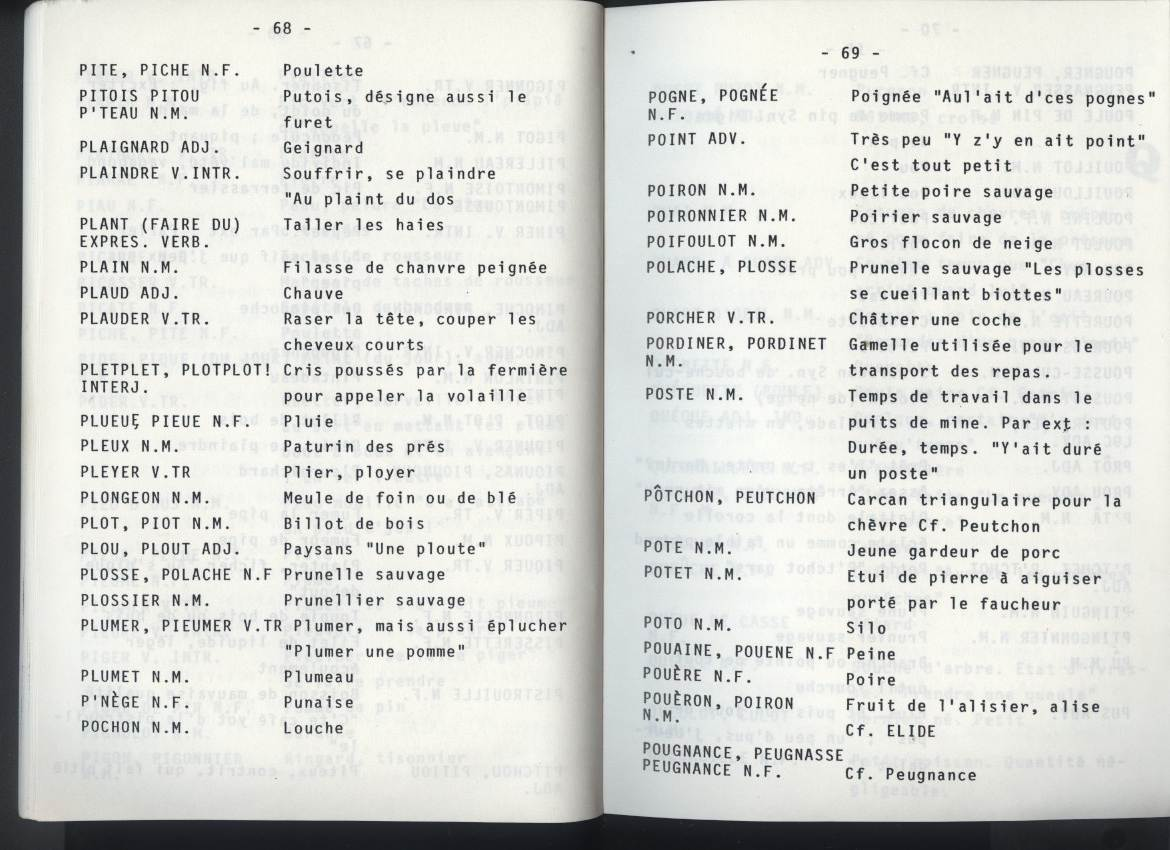 - 68 -
PITE, PICHE N.F. Poulette
PITOIS PITOU Putois, désigne aussi le
P'TEAU N.M. furet
PLAIGNARD ADJ. Geignard
PLAINDRE V.INTR. Souffrir, se plaindre
"Au plaint du dos"
PLANT (FAIRE DU) Tailler les haies
EXPRES. VERB.
PLAIN N.M. Filasse de chanvre peignée
PLAUD ADJ. Chauve
PLAUDER V.TR. Raser la tête, couper les
cheveux courts
PLETPLET, PLOTPLOT! Cris poussés par la fermière
INTERJ. pour appeler la volaille
PLUEUE, PIEUE N.F. Pluie
PLEUX N.M. Paturin des prês
PLEYER V.TR Plier, ployer
PLONGEON N.M. Meule de foin ou de blé
PLOT, PIOT N.M. Billot de bois
PLOU, PLOUT ADJ. Paysans "Une ploute"
PLOSSE, POLACHE N.F Prunelle sauvage
PLOSSIER N.M. Prunellier sauvage
PLUMER, PIEUMER V.TR Plumer, mais aussi éplucher
"Plumer une pomme"
PLUMET N.M. Plumeau
P'NÈGE N.F. Punaise
POCHON N.M. Louche
- 69 -
POGNE, POGNÉE Poignée "Aul'ait d'ces pognes"
N.F.
POINT ADV. Très peu "Y z'y en ait point"
C'est tout petit
POIRON N.M. Petite poire sauvage
POIRONNIER N.M. Poirier sauvage
POIFOULOT N.M. Gros flocon de neige
POLACHE, PLOSSE Prunelle sauvage "Les plosses
se cueillant biottes"
PORCHER V.TR. Châtrer une coche
PORDINER, PORDINET Gamelle utilisée pour le
N.M. transport des repas.
POSTE N.M. Temps de travail dans le
puits de mine. Par ext :
Durée, temps. "Y'ait duré
un poste"
PÔTCHON, PEUTCHON Carcan triangulaire pour la
chèvre Cf. Peutchon
POTE N.M. Jeune gardeur de porc
POTET N.M. Etui de pierre à aiguiser
porté par le faucheur
POTO N.M. Silo
POUAINE, POUENE N.F Peine
POUÈRE N.F. Poire
POUÈRON, POIRON Fruit de l'alisier, alise
N.M. Cf. ELIDE
POUGNANCE, PEUGNASSE
PEUGNANCE N.F. Cf. Peugnance